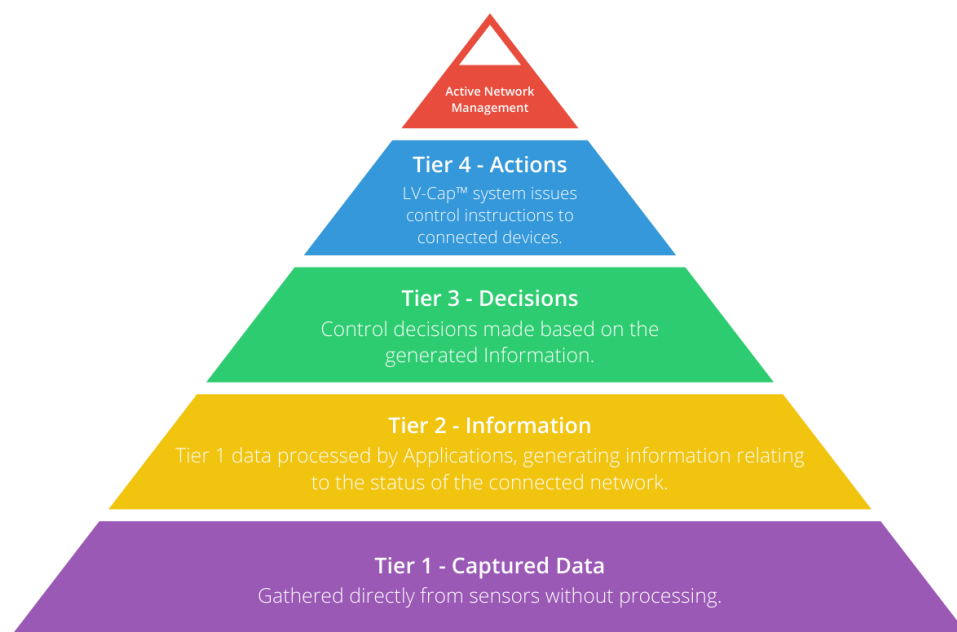 Active Network
Management
Tier 4 - Actions
LV-Cap™ system issues
control instructions to
connected devices.
Tier 3 - Decisions
Control decisions made based on the
generated Information.
Tier 2 - Information
Tier 1 data processed by Applications, generating information relating
to the status of the connected network.
Tier 1 - Captured Data
Gathered directly from sensors without processing.